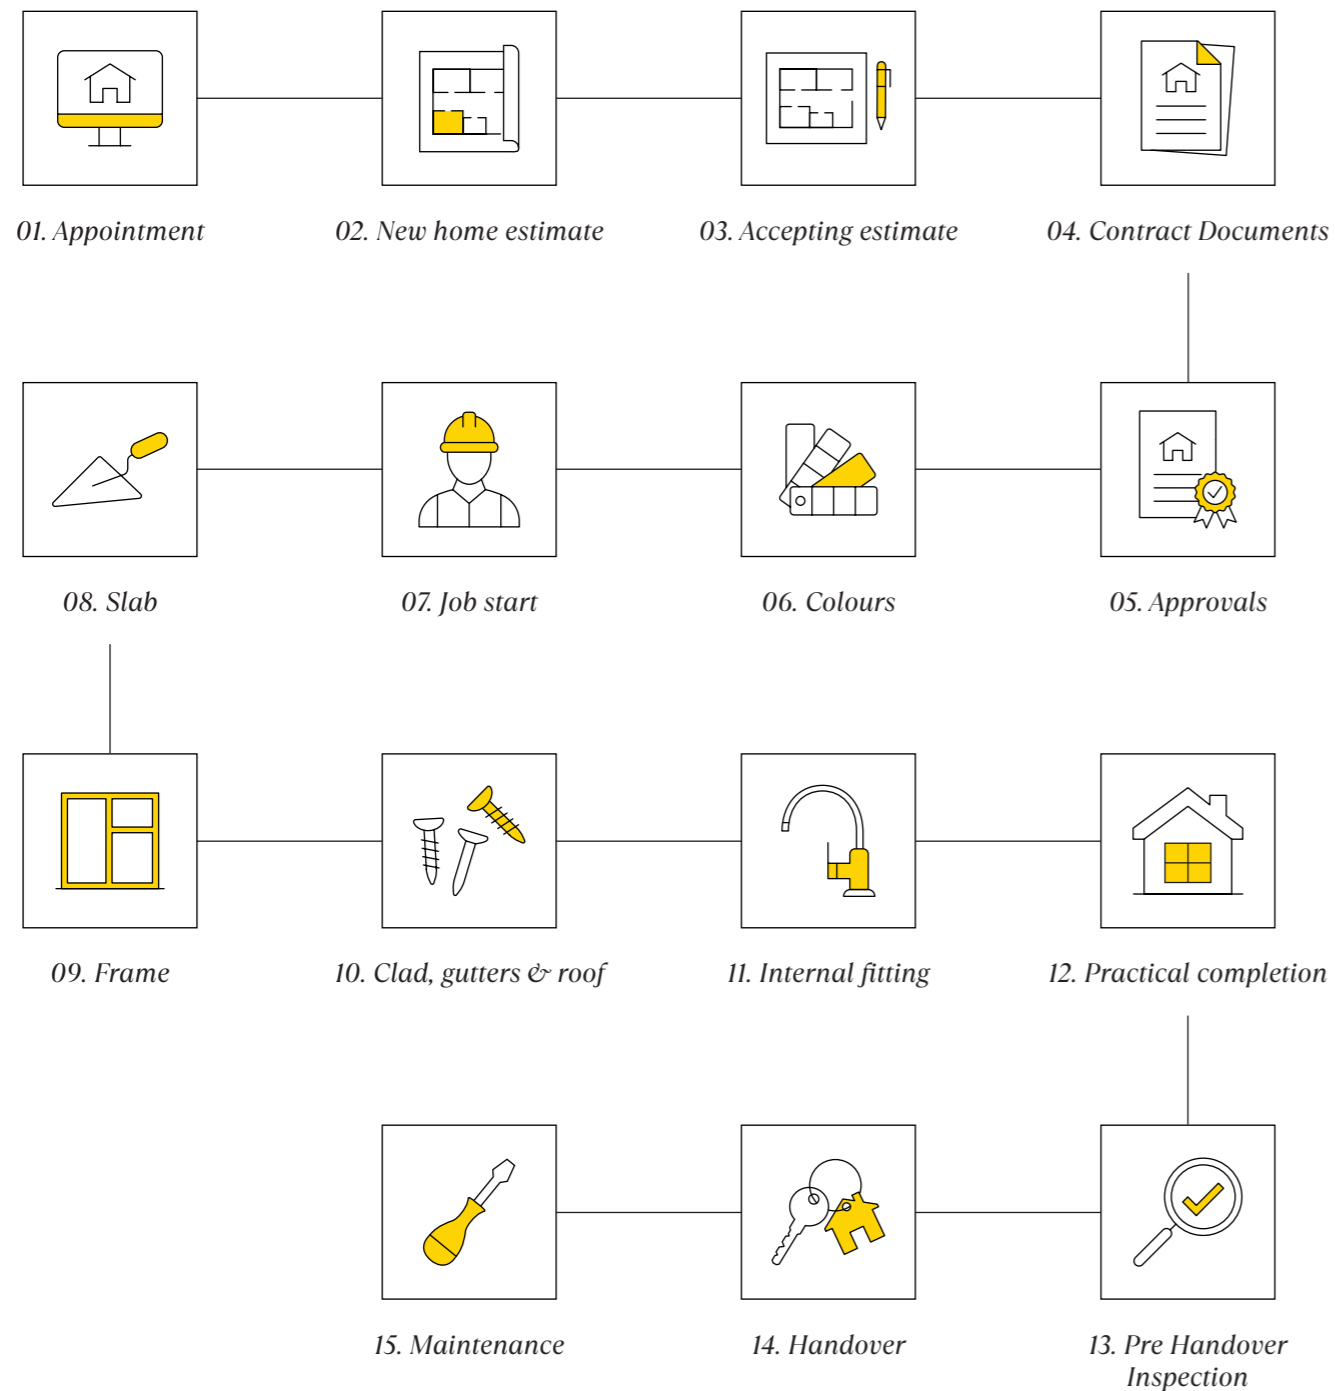 01. Appointment
02. New home estimate
03. Accepting estimate
04. Contract Documents
08. Slab
07. Job start
06. Colours
05. Approvals
09. Frame
10. Clad, gutters & roof
11. Internal fitting
12. Practical completion
15. Maintenance
14. Handover
13. Pre Handover
Inspection